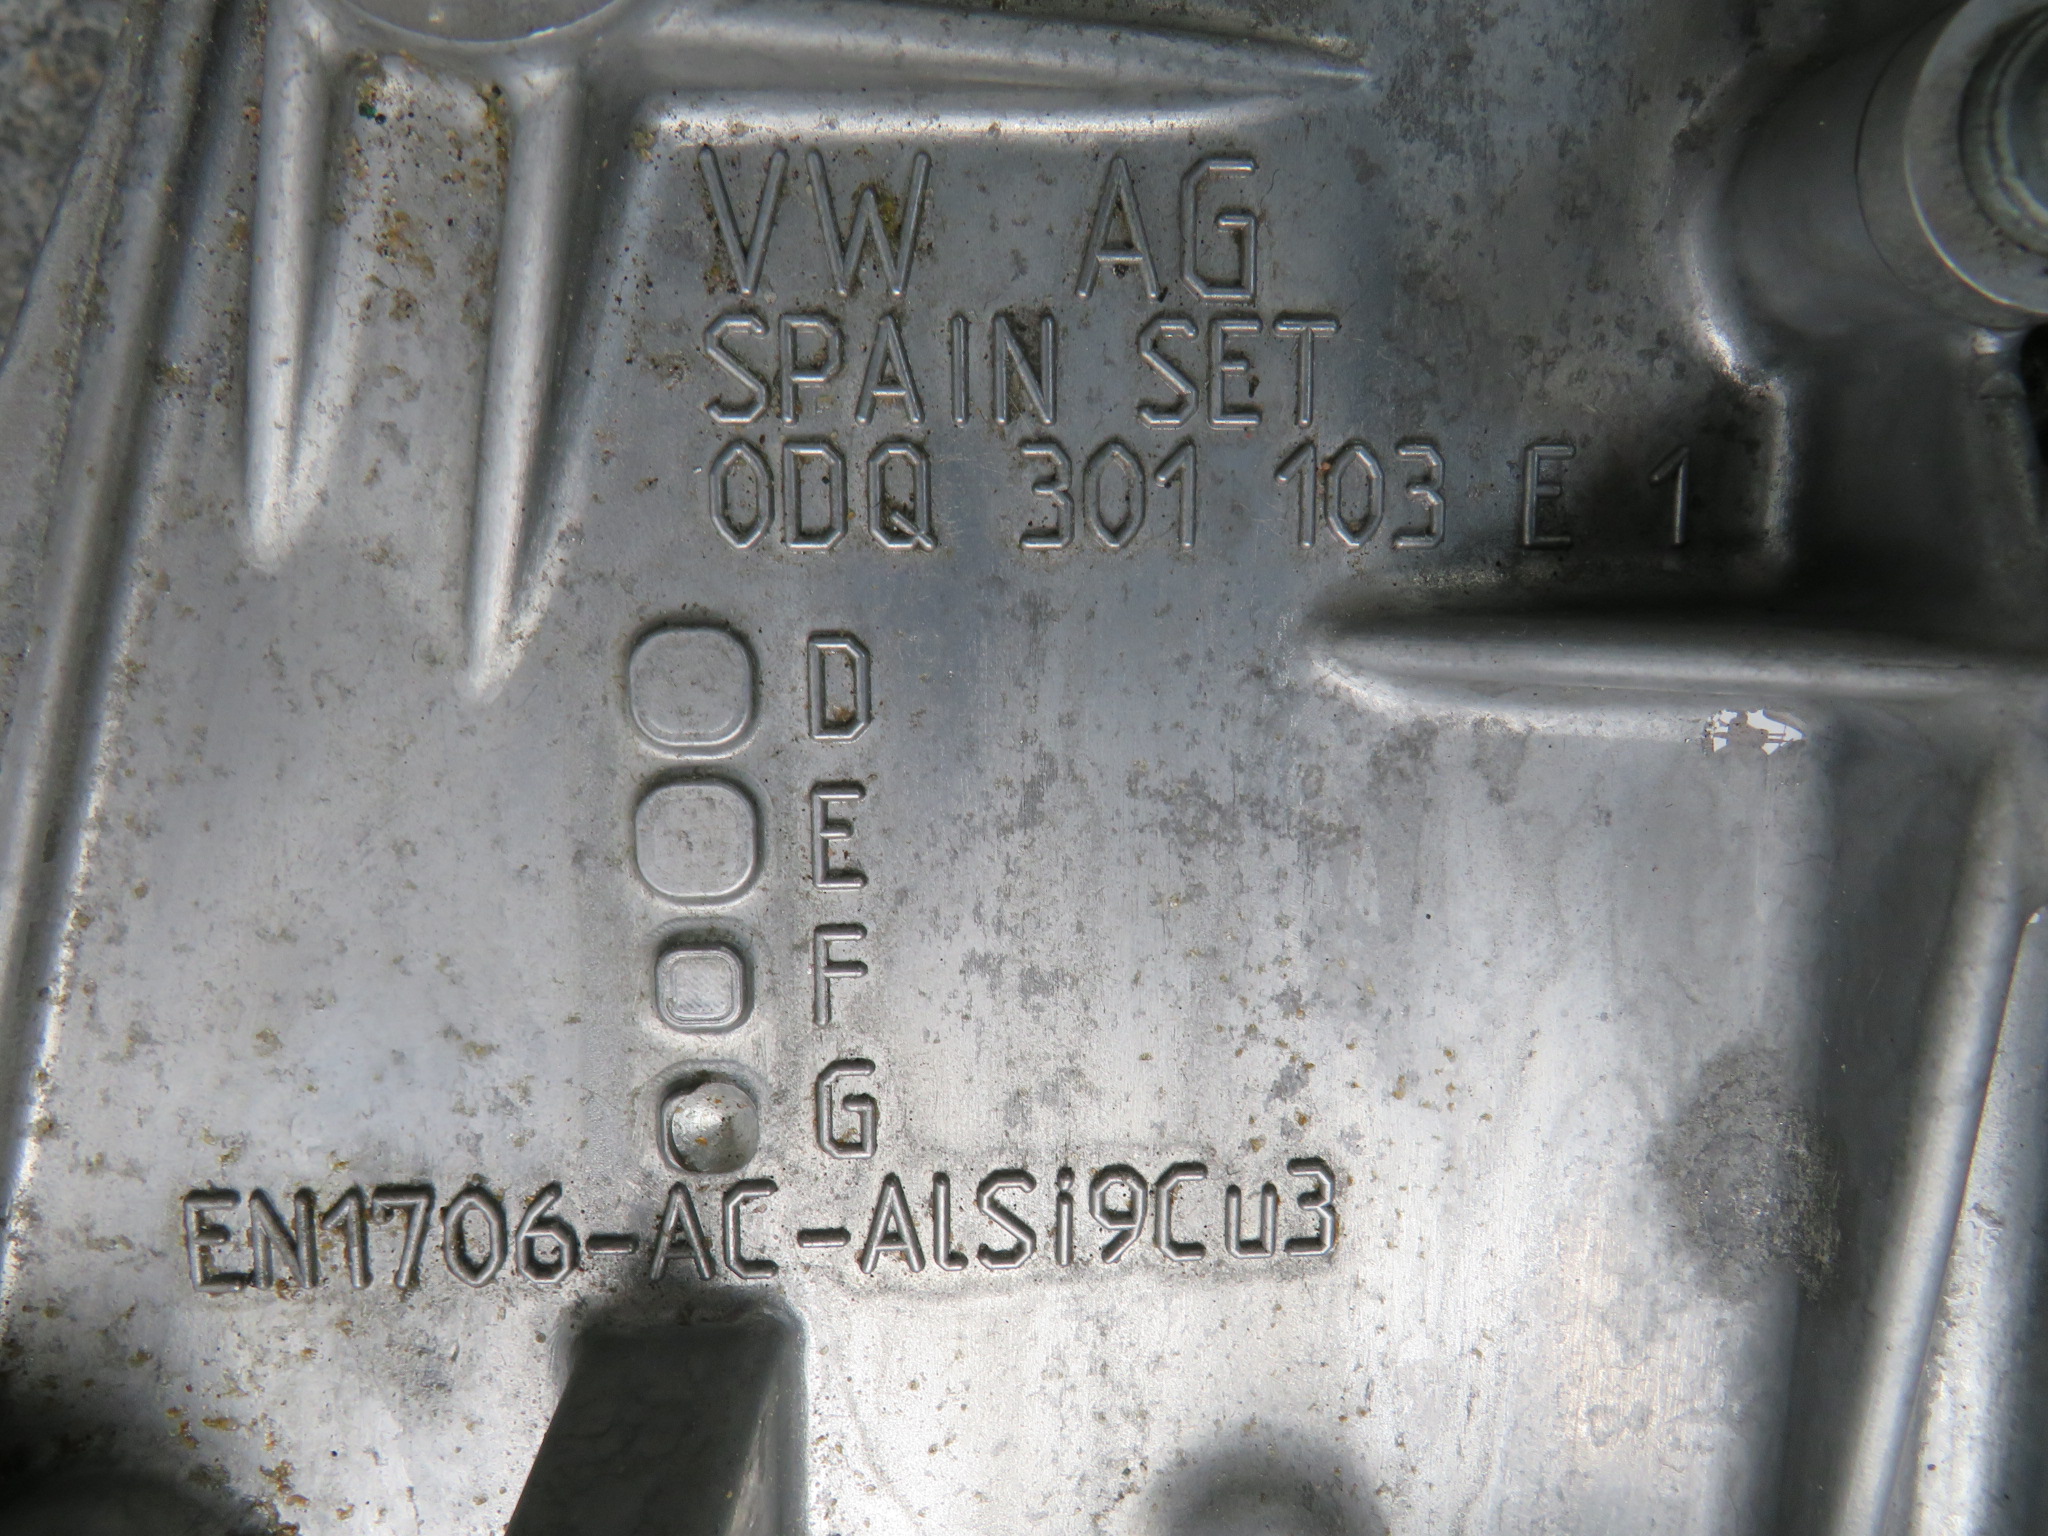 VW AG
SPAIN SET
0DQ 301 103 E 1
D
E
F
G
EN1706-AC-AlSi9Cu3